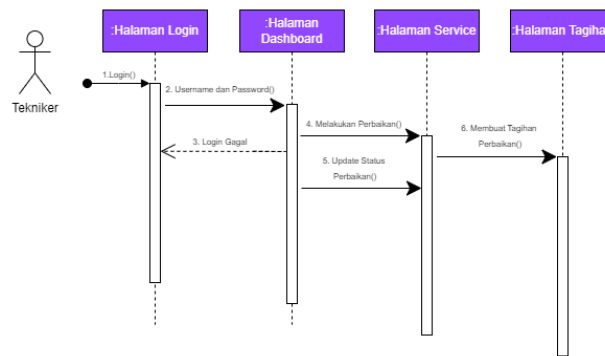 :Halaman Login
:Halaman
Dashboard
:Halaman Service
:Halaman Tagiha
Tekniker
1.Login()
2. Username dan Password()
3. Login Gagal
4. Melakukan Perbaikan()
5. Update Status
Perbaikan()
6. Membuat Tagihan
Perbaikan()